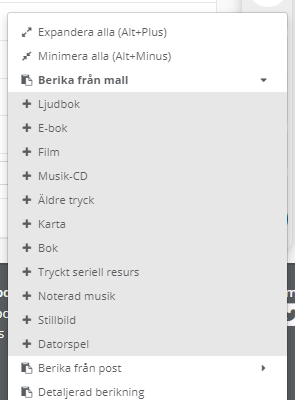 Expandera alla (Alt+Plus)
Minimera alla (Alt+Minus)
Berika från mall
Ljudbok
E-bok
Film
Musik-CD
Äldre tryck
Karta
Bok
Tryckt seriell resurs
Noterad musik
Stillbild
Datorspel
Berika från post
Detaljerad berikning